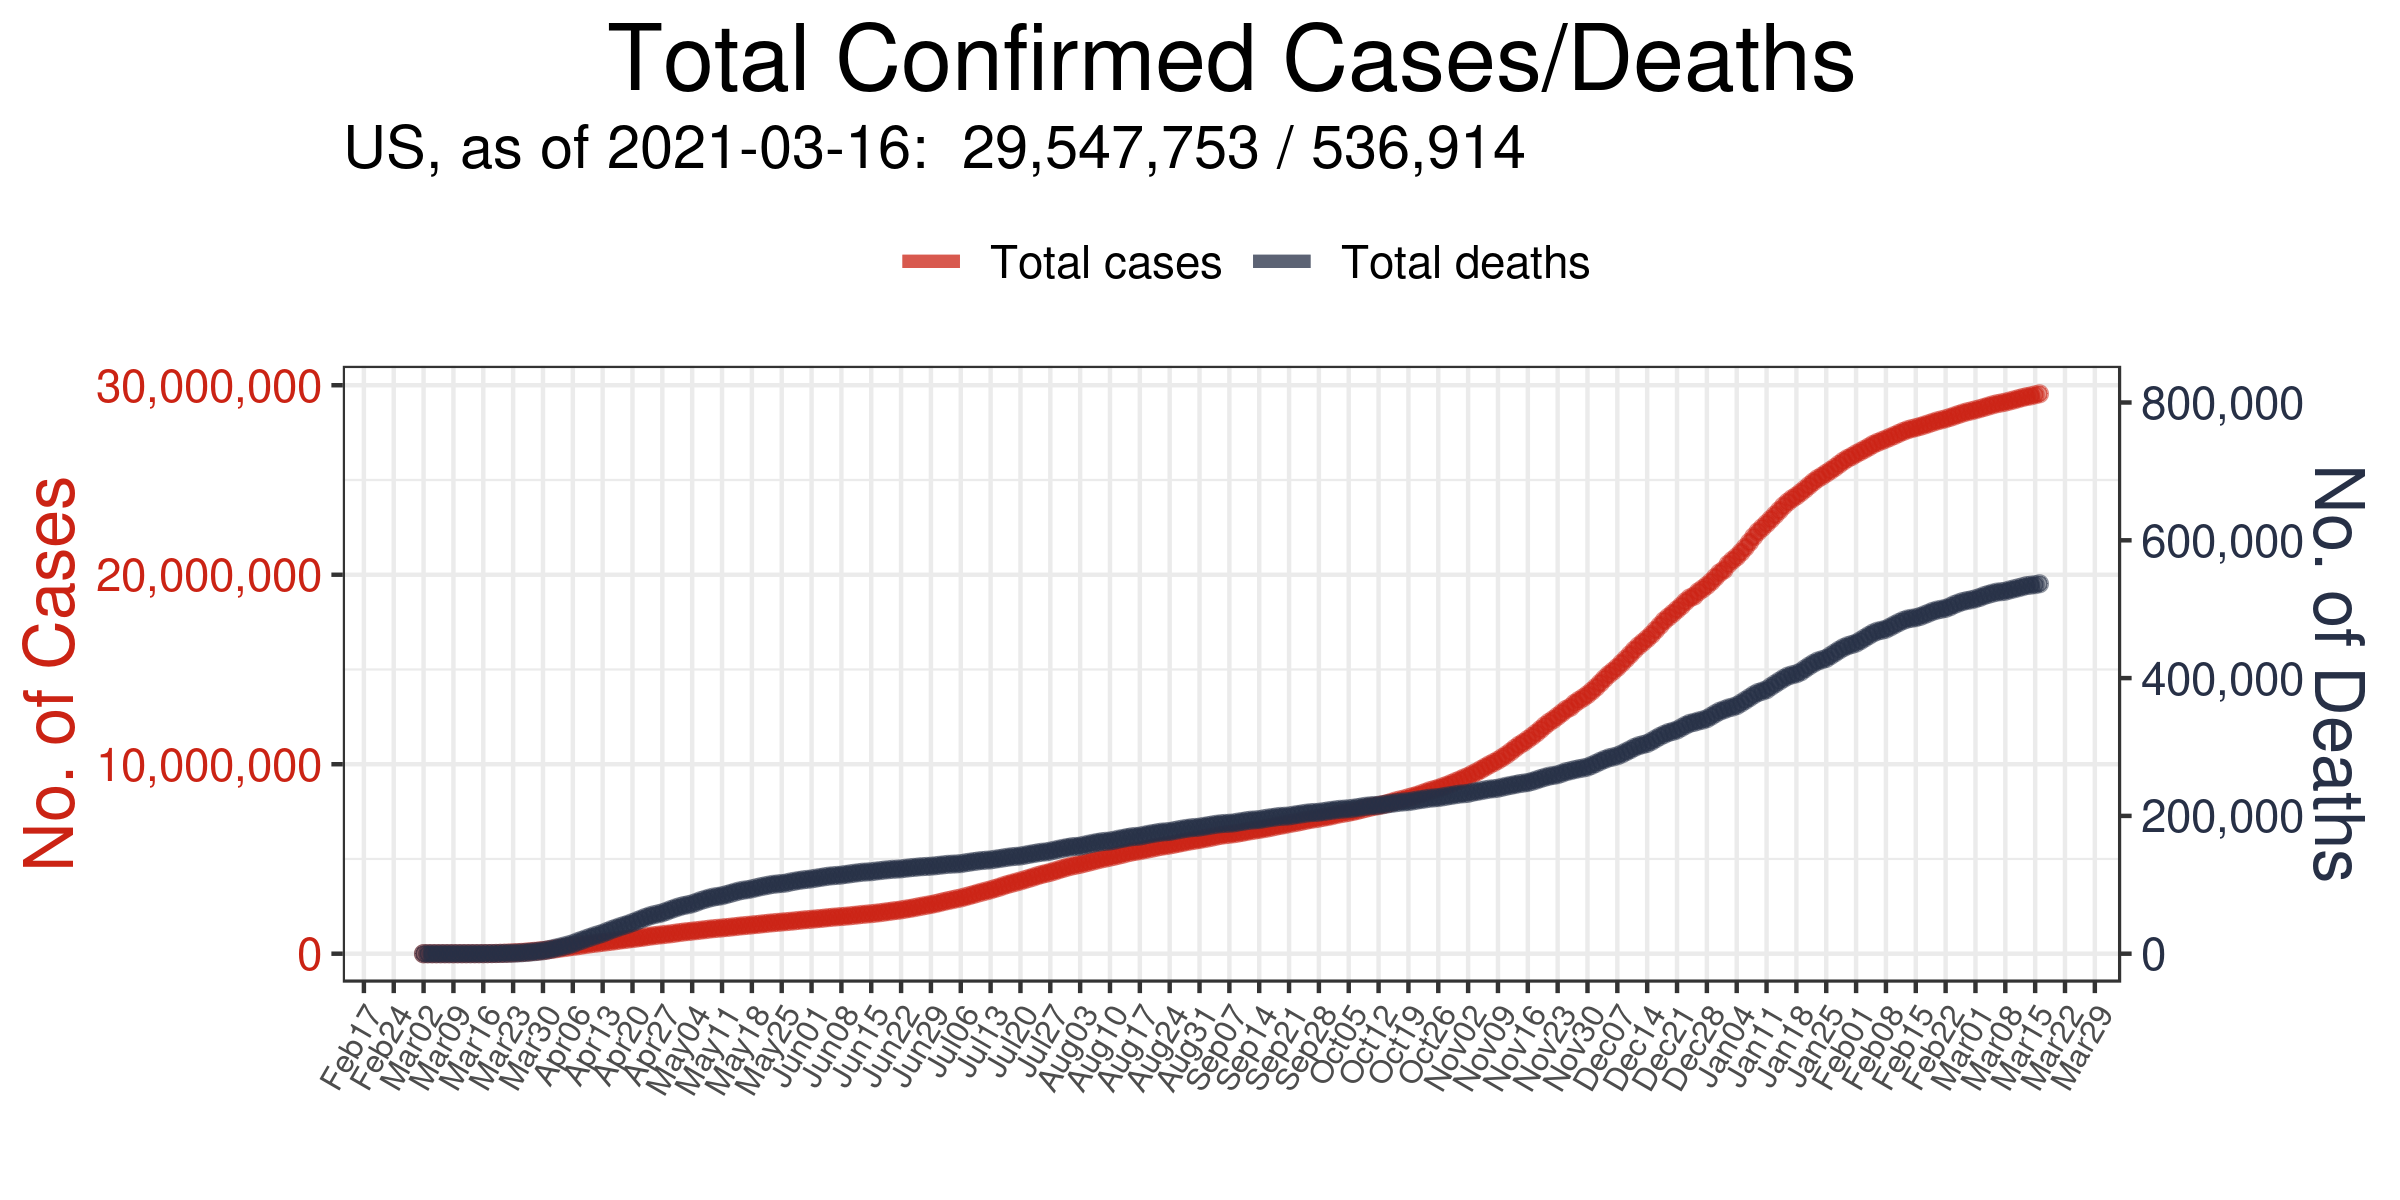 Total Confirmed Cases/Deaths
US, as of 2021-03-16:  29,547,753 / 536,914
Total cases
Total deaths
No. of Cases
30,000,000
20,000,000
10,000,000
0
800,000
600,000
400,000
200,000
0
No. of Deaths
Feb17
Feb24
Mar02
Mar09
Mar16
Mar23
Mar30
Apr06
Apr13
Apr20
Apr27
May04
May11
May18
May25
Jun01
Jun08
Jun15
Jun22
Jun29
Jul06
Jul13
Jul20
Jul27
Aug03
Aug10
Aug17
Aug24
Aug31
Sep07
Sep14
Sep21
Sep28
Oct05
Oct12
Oct19
Oct26
Nov02
Nov09
Nov16
Nov23
Nov30
Dec07
Dec14
Dec21
Dec28
Jan04
Jan11
Jan18
Jan25
Feb01
Feb08
Feb15
Feb22
Mar01
Mar08
Mar15
Mar22
Mar29